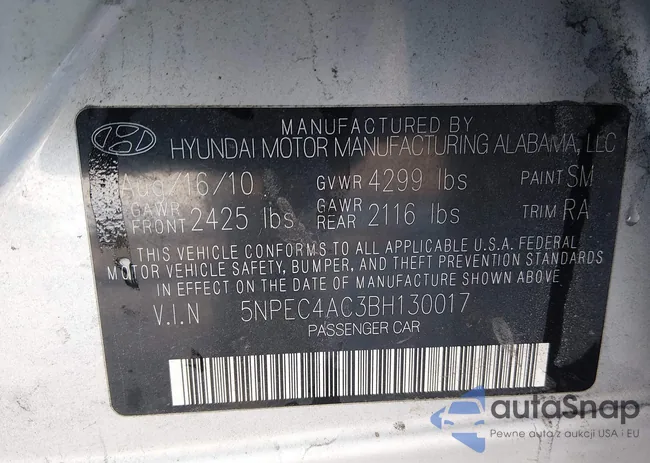 MANUFACTURED BY
HYUNDAI MOTOR MANUFACTURING ALABAMA, LLC
Aug/16/10 GVWR 4299 lbs PAINT SM
GAWR FRONT 2425 lbs GAWR REAR 2116 lbs TRIM RA
THIS VEHICLE CONFORMS TO ALL APPLICABLE U.S.A. FEDERAL
MOTOR VEHICLE SAFETY, BUMPER, AND THEFT PREVENTION STANDARDS
IN EFFECT ON THE DATE OF MANUFACTURE SHOWN ABOVE.
V.I.N 5NPEC4AC3BH130017
PASSENGER CAR
autoSnap
Pewne auta z aukcji USA i EU